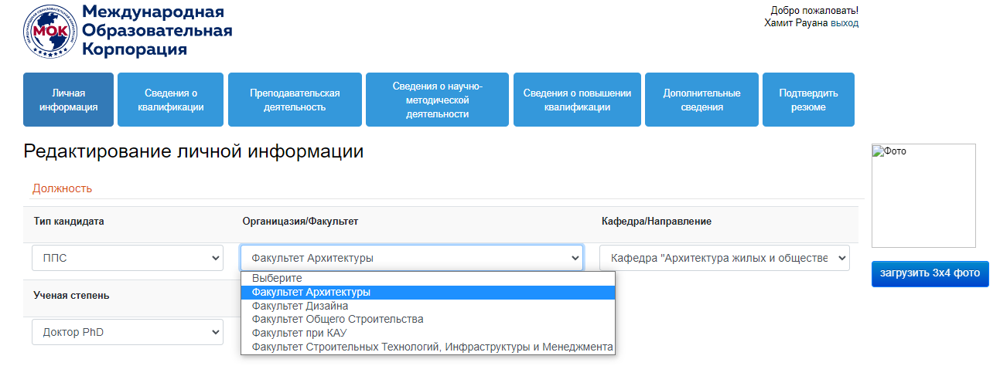 Международная
Образовательная
Корпорация
МОК
Добро пожаловать!
Хамит Рауана выход
Личная
информация
Сведения о
квалификации
Преподавательская
деятельность
Сведения о научно-
методической
деятельности
Сведения о повышении
квалификации
Дополнительные
сведения
Подтвердить
резюме
Редактирование личной информации
Фото
Должность
Тип кандидата
Органицазия/Факультет
Кафедра/Направление
ППС
Факультет Архитектуры
Кафедра "Архитектура жилых и обществе
загрузить 3x4 фото
Выберите
Факультет Архитектуры
Факультет Дизайна
Факультет Общего Строительства
Факультет при КАУ
Факультет Строительных Технологий, Инфраструктуры и Менеджмента
Ученая степень
Доктор PhD